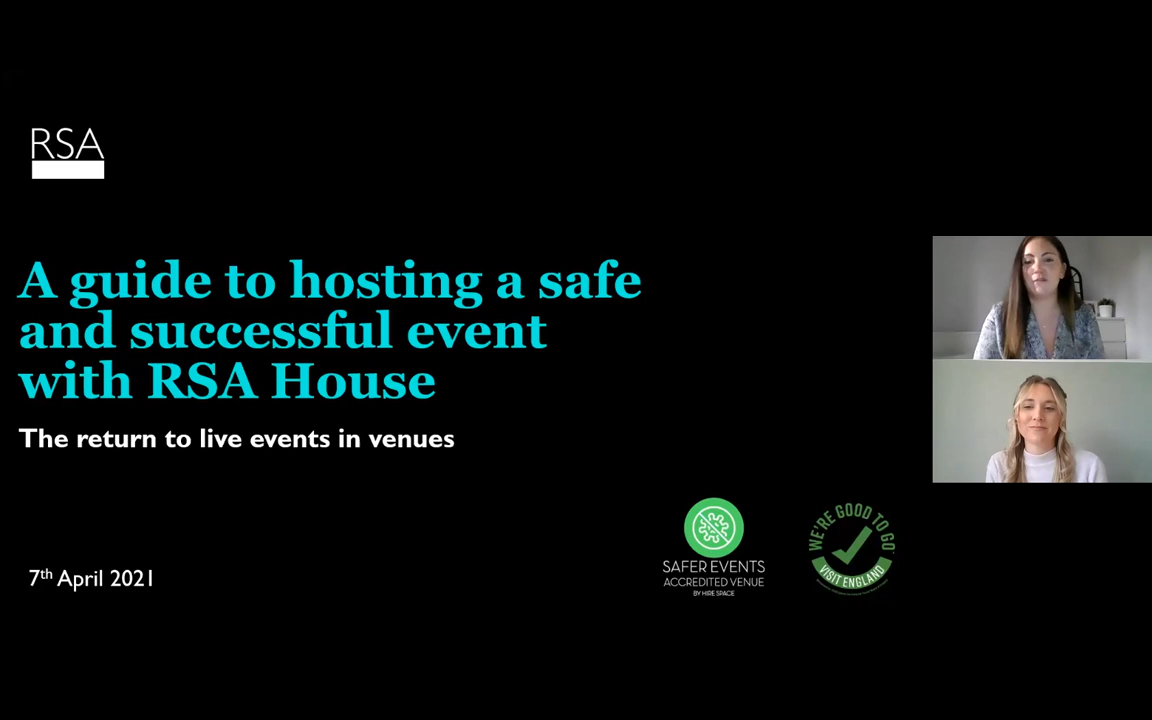 RSA
A guide to hosting a safe
and successful event
with RSA House
The return to live events in venues
7th April 2021
SAFER EVENTS
ACCREDITED VENUE
BY HIRE SPACE
WE'RE GOOD TO GO
VISIT ENGLAND